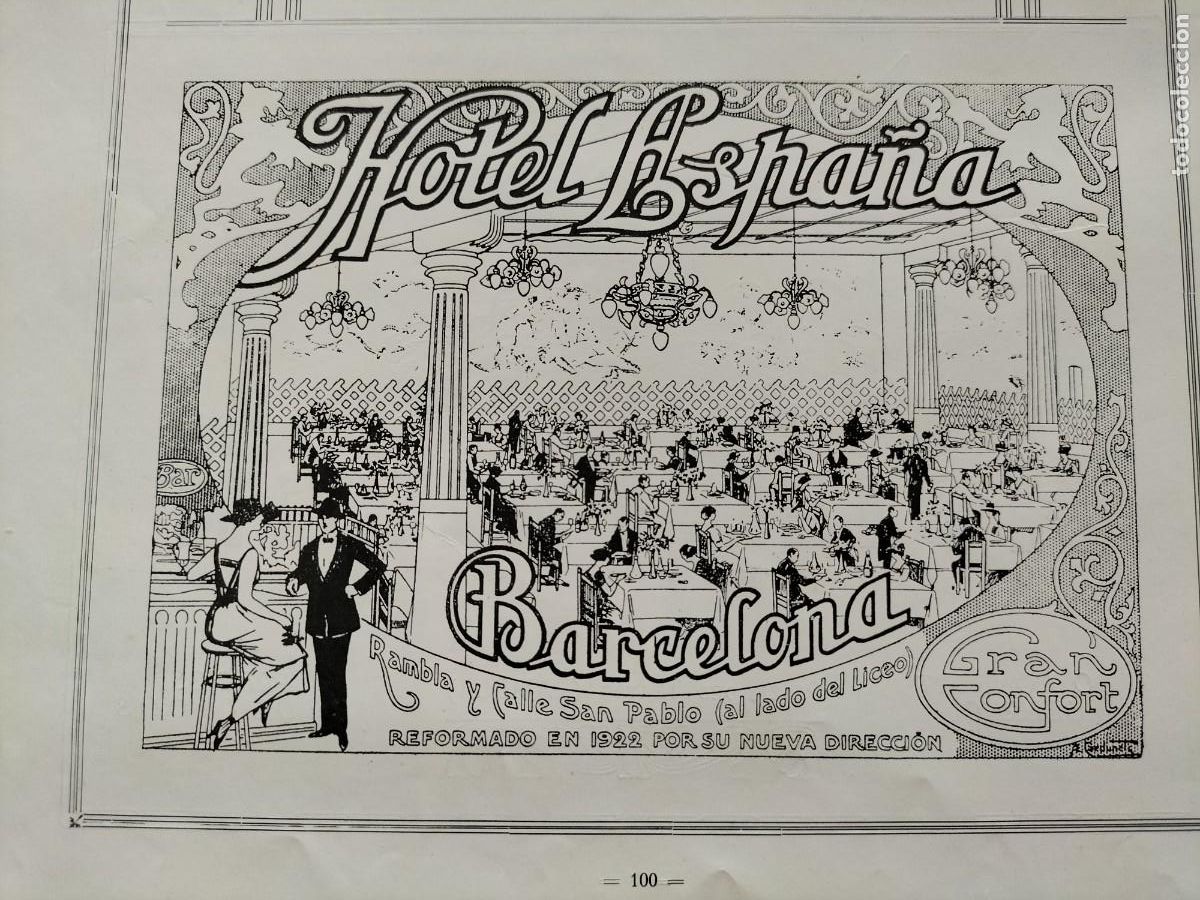 Hotel España
Bar
Barcelona
Rambla y Calle San Pablo (al lado del Liceo)
REFORMADO EN 1922 POR SU NUEVA DIRECCIÓN
Gran
Confort
= 100 =
todocoleccion